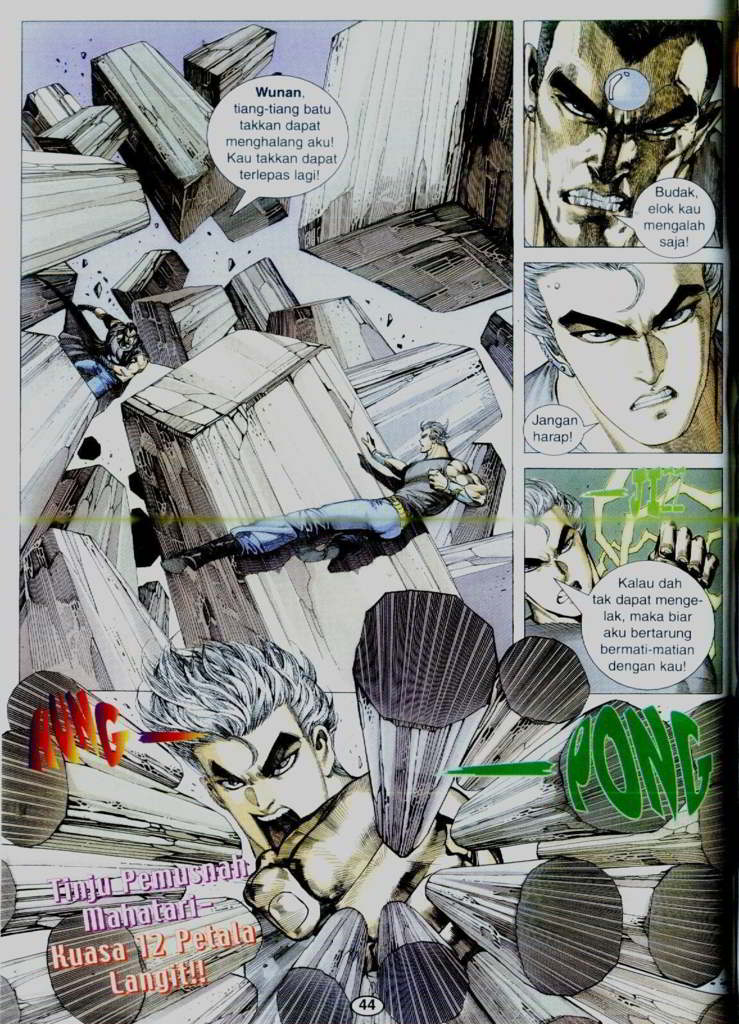 Wunan,
tiang-tiang batu
takkan dapat
menghalang aku!
Kau takkan dapat
terlepas lagi!
Budak,
elok kau
mengalah
saja!
Jangan
harap!
JIZ
Kalau dah
tak dapat menge-
lak, maka biar
aku bertarung
bermati-matian
dengan kau!
AUNG
PONG
Tinju Pemusnah
Mahatari-
Kuasa 12 Petala
Langit!!
44